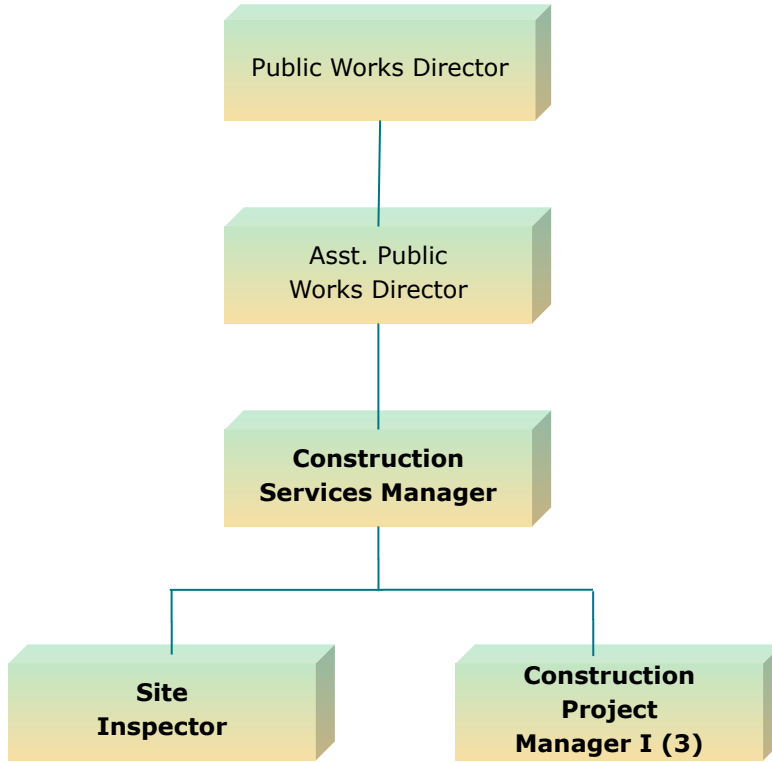 Public Works Director
Asst. Public
Works Director
Construction
Services Manager
Site
Inspector
Construction
Project
Manager I (3)